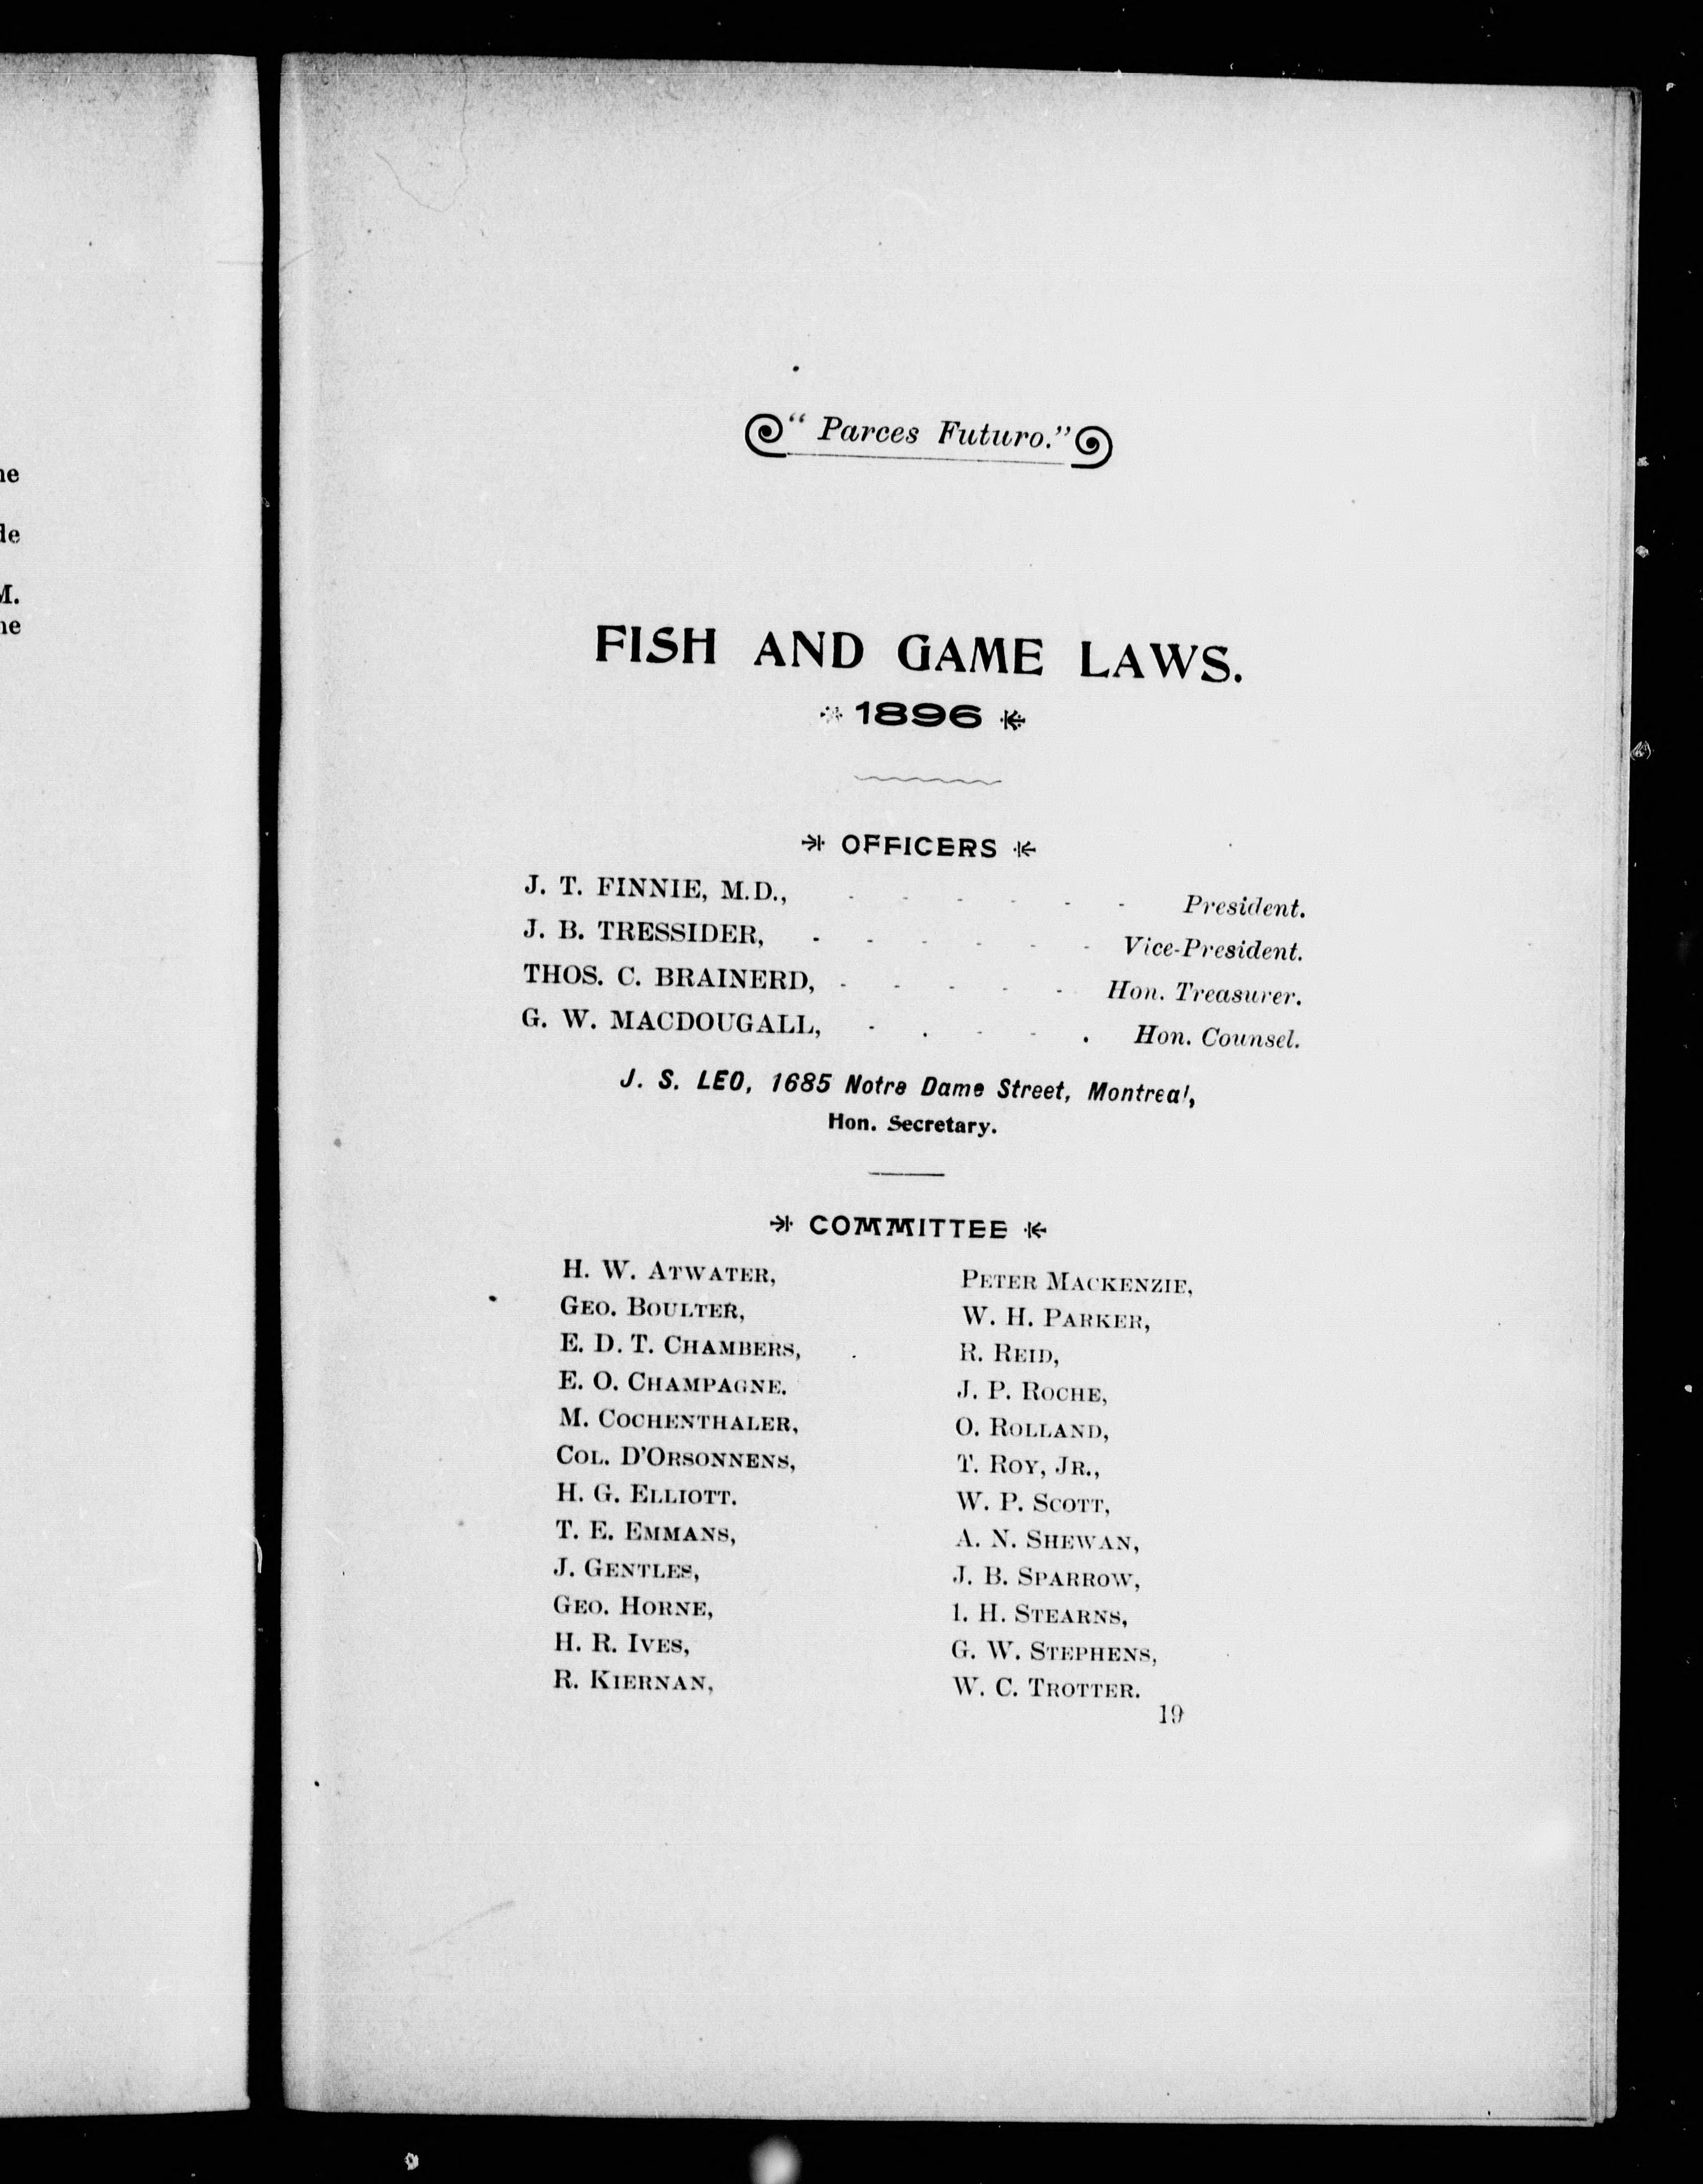 ne
de
M.
ne
“ Parces Futuro.”
FISH AND GAME LAWS.
1896
OFFICERS
J. T. FINNIE, M.D., - - - - - - President.
J. B. TRESSIDER, - - - - - - Vice-President.
THOS. C. BRAINERD, - - - - - Hon. Treasurer.
G. W. MACDOUGALL, - . - - . Hon. Counsel.
J. S. LEO, 1685 Notre Dame Street, Montreal,
Hon. Secretary.
COMMITTEE
H. W. ATWATER,
GEO. BOULTER,
E. D. T. CHAMBERS,
E. O. CHAMPAGNE.
M. COCHENTHALER,
COL. D'ORSONNENS,
H. G. ELLIOTT.
T. E. EMMANS,
J. GENTLES,
GEO. HORNE,
H. R. IVES,
R. KIERNAN,
PETER MACKENZIE,
W. H. PARKER,
R. REID,
J. P. ROCHE,
O. ROLLAND,
T. ROY, JR.,
W. P. SCOTT,
A. N. SHEWAN,
J. B. SPARROW,
I. H. STEARNS,
G. W. STEPHENS,
W. C. TROTTER.
19